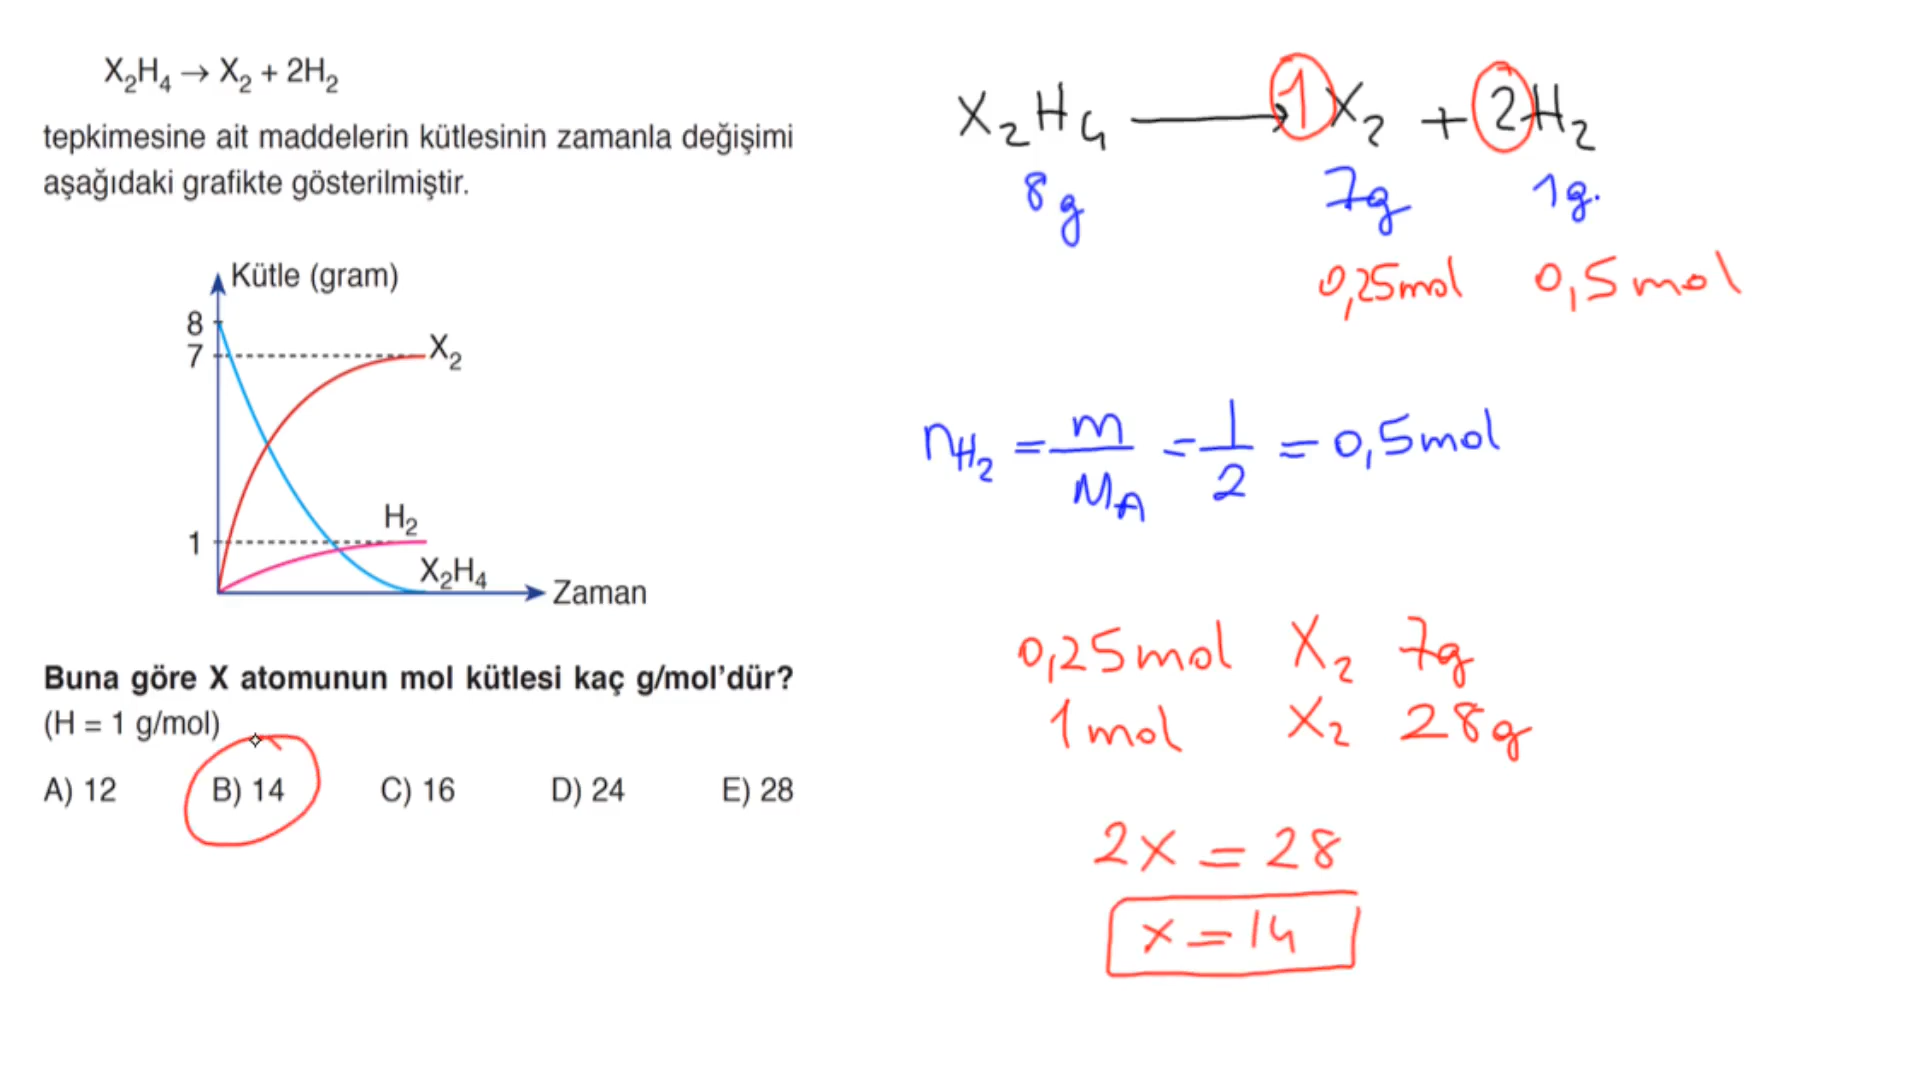 X₂H₄ → X₂ + 2H₂
tepkimesine ait maddelerin kütlesinin zamanla değişimi
aşağıdaki grafikte gösterilmiştir.
Kütle (gram)
8
7
X₂
H₂
1
X₂H₄
Zaman
Buna göre X atomunun mol kütlesi kaç g/mol'dür?
(H = 1 g/mol)
A) 12 B) 14 C) 16 D) 24 E) 28
X₂H₄ → 1X₂ + 2H₂
8g 7g 1g.
0,25mol 0,5mol
nH₂ = m/MA = 1/2 = 0,5mol
0,25mol X₂ 7g
1mol X₂ 28g
2x = 28
x = 14